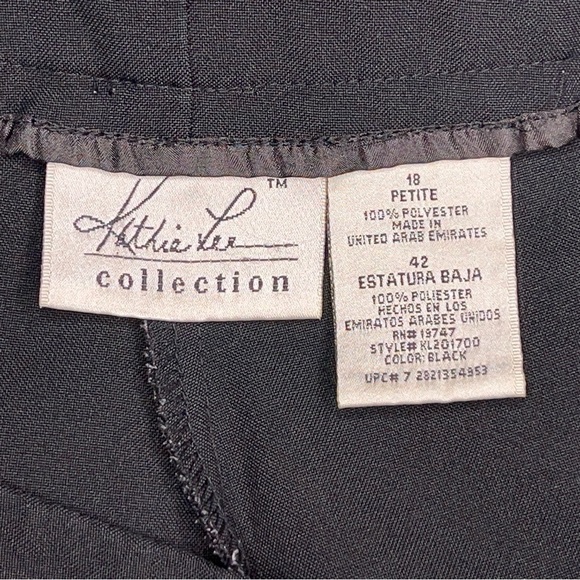 Kathie Lee™
collection
18
PETITE
100% POLYESTER
MADE IN
UNITED ARAB EMIRATES
42
ESTATURA BAJA
100% POLIESTER
HECHOS EN LOS
EMIRATOS ARABES UNIDOS
RN# 19747
STYLE# KL201700
COLOR: BLACK
UPC# 7 2821354953